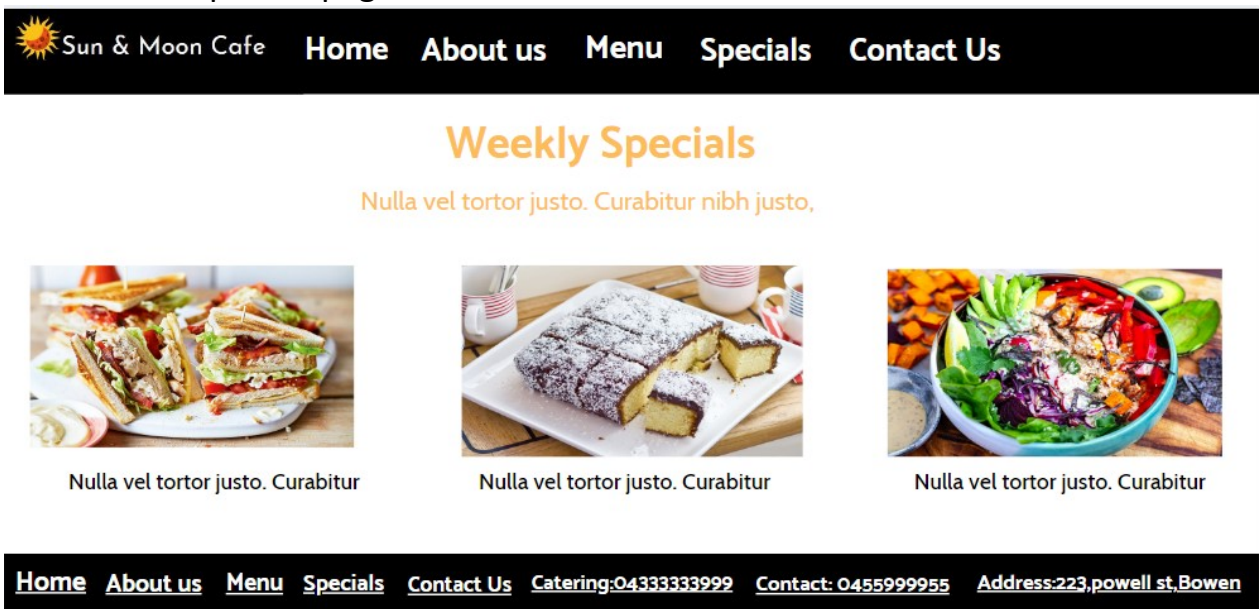 Sun & Moon Cafe Home About us Menu Specials Contact Us
Weekly Specials
Nulla vel tortor justo. Curabitur nibh justo,
Nulla vel tortor justo. Curabitur
Nulla vel tortor justo. Curabitur
Nulla vel tortor justo. Curabitur
Home About us Menu Specials Contact Us Catering:04333333999 Contact: 0455999955 Address:223,powell st,Bowen